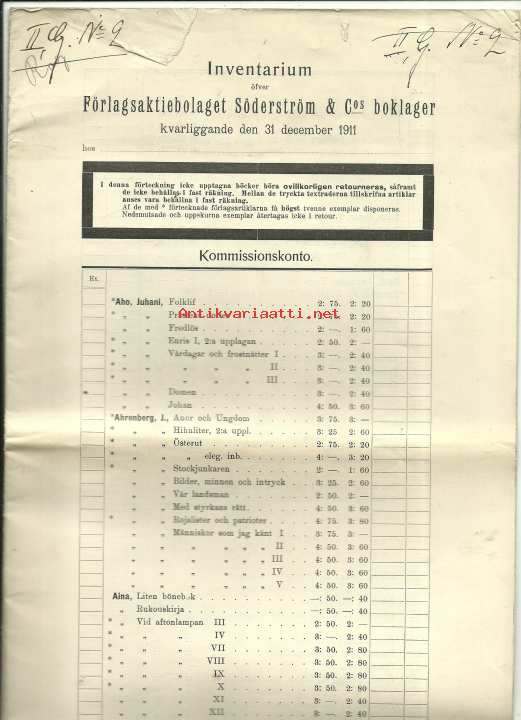 II, G. No 2
II, G. No 2
Inventarium
öfver
Förlagsaktiebolaget Söderström & Cos boklager
kvarliggande den 31 december 1911
hos
I denna förteckning icke upptagna böcker böra ovillkorligen retourneras, såframt
de icke behållas i fast räkning. Mellan de tryckta textraderna tillskrifna artiklar
anses vara behållna i fast räkning.
Af de med * förtecknade förlagsartiklarna få högst tvenne exemplar disponeras.
Nedsmutsade och uppskurna exemplar återtagas icke i retour.
Kommissionskonto.
Ex.
*Aho, Juhani, Folklif 2: 75. 2: 20
* „ „ 2: 20
Antikvariaatti.net
„ „ Fredlös 2: —. 1: 60
* „ „ Enris I, 2:a upplagan 2: 50. 2: —
* „ „ Vårdagar och frostnätter I 3: —. 2: 40
* „ „ „ „ „ II 3: —. 2: 40
* „ „ „ „ „ III 3: —. 2: 40
* „ „ Domen 3: —. 2: 40
„ „ Johan 4: 50. 3: 60
*Ahrenberg, J., Anor och Ungdom 3: 75. 3: —
* „ „ Hihuliter, 2:a uppl. 3: 25 2: 60
* „ „ Österut 2: 75. 2: 20
* „ „ „ eleg. inb. 4: —. 3: 20
* „ „ Stockjunkaren 2: —. 1: 60
„ „ Bilder, minnen och intryck 3: 25. 2: 60
„ „ Vår landsman 2: 50. 2: —
„ „ Med styrkans rätt 4: 50. 3: 60
* „ „ Rojalister och patrioter 4: 75. 3: 80
„ „ Människor som jag känt I 3: 75. 3: —
„ „ „ „ „ „ II 4: 50. 3: 60
„ „ „ „ „ „ III 4: 50. 3: 60
„ „ „ „ „ „ IV 4: 50. 3: 60
„ „ „ „ „ „ V 4: 50. 3: 60
Aina, Liten bönebok —: 50. —: 40
„ Rukouskirja —: 50. —: 40
* „ Vid aftonlampan III 2: 50. 2: —
* „ „ „ IV 3: —. 2: 40
* „ „ „ VII 3: 50. 2: 80
* „ „ „ VIII 3: 50. 2: 80
* „ „ „ IX 3: 50. 2: 80
* „ „ „ X 3: 50. 2: 80
* „ „ „ XI 3: —. 2: 40
* „ „ „ XII 3: —. 2: 40